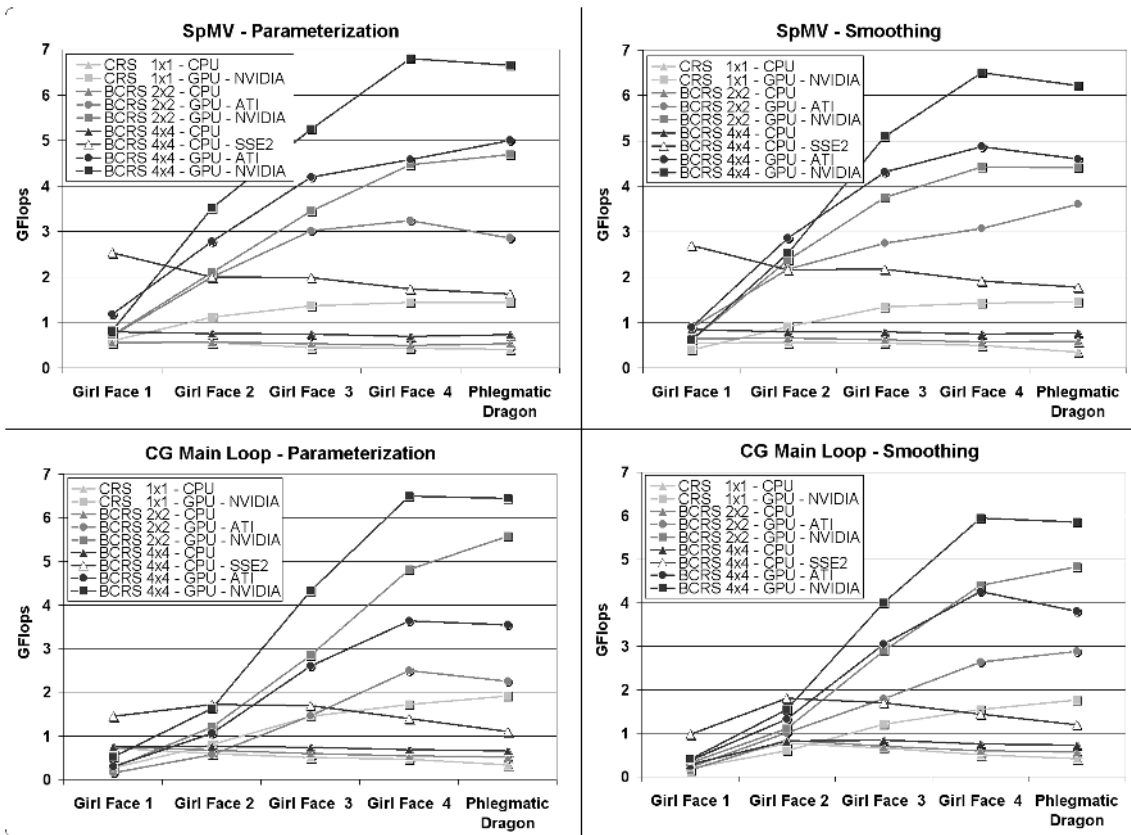 SpMV - Parameterization
7
6
5
4
3
2
1
0
GFlops
CRS 1x1 - CPU
CRS 1x1 - GPU - NVIDIA
BCRS 2x2 - CPU
BCRS 2x2 - GPU - ATI
BCRS 2x2 - GPU - NVIDIA
BCRS 4x4 - CPU
BCRS 4x4 - CPU - SSE2
BCRS 4x4 - GPU - ATI
BCRS 4x4 - GPU - NVIDIA
Girl Face 1 Girl Face 2 Girl Face 3 Girl Face 4 Phlegmatic
Dragon
SpMV - Smoothing
7
6
5
4
3
2
1
0
GFlops
CRS 1x1 - CPU
CRS 1x1 - GPU - NVIDIA
BCRS 2x2 - CPU
BCRS 2x2 - GPU - ATI
BCRS 2x2 - GPU - NVIDIA
BCRS 4x4 - CPU
BCRS 4x4 - CPU - SSE2
BCRS 4x4 - GPU - ATI
BCRS 4x4 - GPU - NVIDIA
Girl Face 1 Girl Face 2 Girl Face 3 Girl Face 4 Phlegmatic
Dragon
CG Main Loop - Parameterization
7
6
5
4
3
2
1
0
GFlops
CRS 1x1 - CPU
CRS 1x1 - GPU - NVIDIA
BCRS 2x2 - CPU
BCRS 2x2 - GPU - ATI
BCRS 2x2 - GPU - NVIDIA
BCRS 4x4 - CPU
BCRS 4x4 - CPU - SSE2
BCRS 4x4 - GPU - ATI
BCRS 4x4 - GPU - NVIDIA
Girl Face 1 Girl Face 2 Girl Face 3 Girl Face 4 Phlegmatic
Dragon
CG Main Loop - Smoothing
7
6
5
4
3
2
1
0
GFlops
CRS 1x1 - CPU
CRS 1x1 - GPU - NVIDIA
BCRS 2x2 - CPU
BCRS 2x2 - GPU - ATI
BCRS 2x2 - GPU - NVIDIA
BCRS 4x4 - CPU
BCRS 4x4 - CPU - SSE2
BCRS 4x4 - GPU - ATI
BCRS 4x4 - GPU - NVIDIA
Girl Face 1 Girl Face 2 Girl Face 3 Girl Face 4 Phlegmatic
Dragon